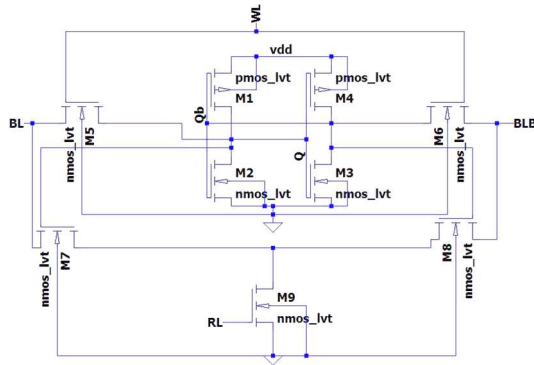 WL
vdd
pmos_lvt
pmos_lvt
M1
M4
Qb
BL
M5
nmos_lvt
M6
nmos_lvt
BLB
Q
M2
nmos_lvt
M3
nmos_lvt
M7
nmos_lvt
M8
nmos_lvt
M9
nmos_lvt
RL